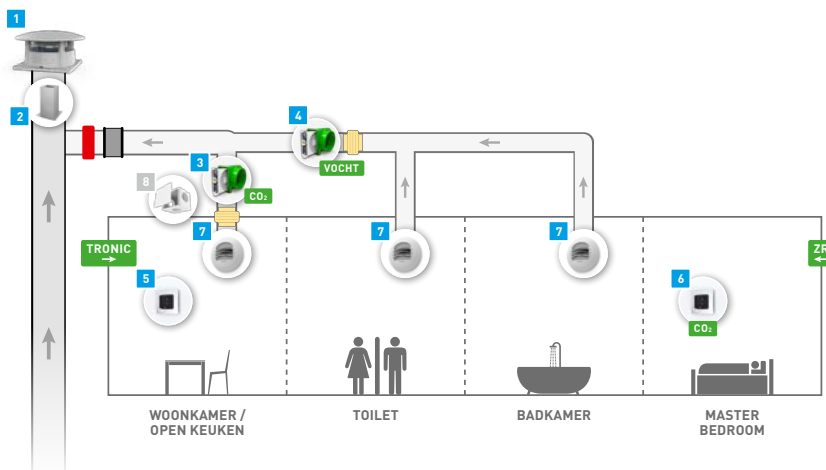 1
2
4
VOCHT
3
CO₂
8
7
7
7
TRONIC
ZR
5
6
CO₂
WOONKAMER /
OPEN KEUKEN
TOILET
BADKAMER
MASTER
BEDROOM